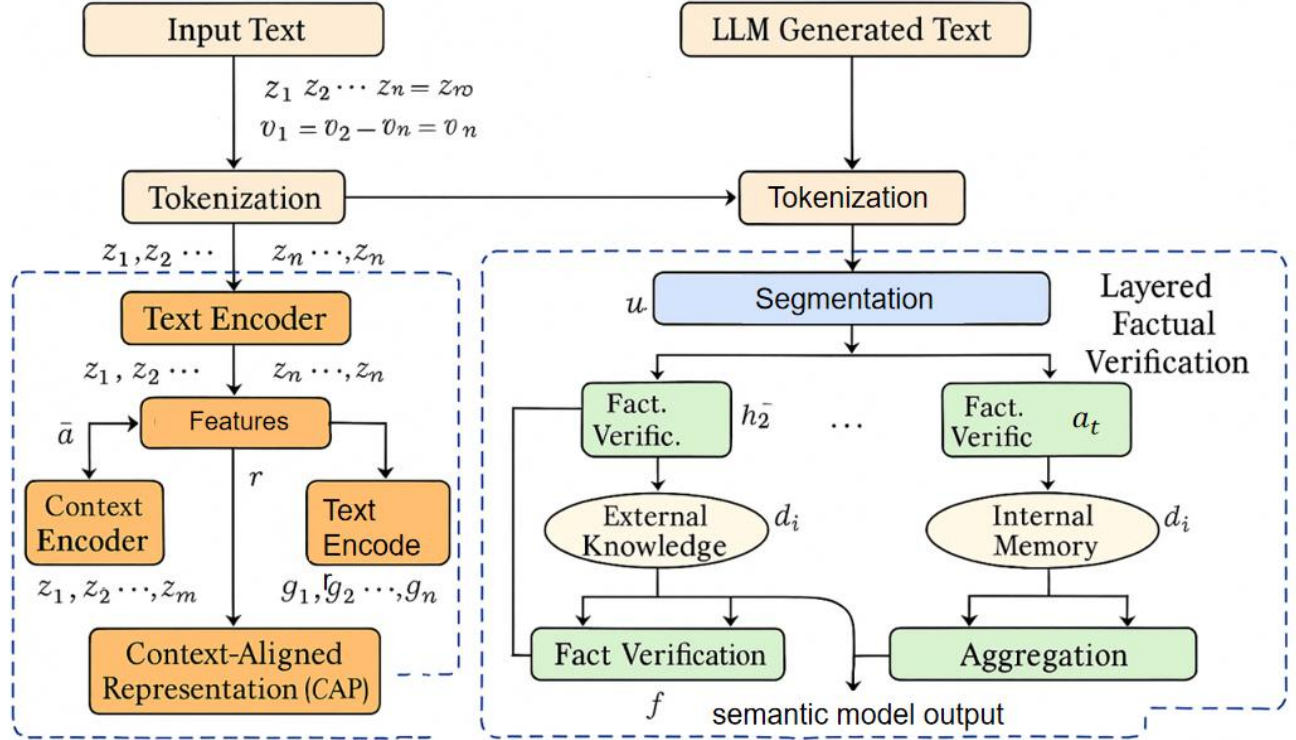 Input Text
LLM Generated Text
z₁ z₂ ⋯ zₙ = z𝓇ₒ
v₁ = v₂ − vₙ = v ₙ
Tokenization
Tokenization
z₁, z₂ ⋯ zₙ ⋯, zₙ
Text Encoder
z₁, z₂ ⋯ zₙ ⋯, zₙ
Features
ā
r
Context
Encoder
Text
Encode
r
z₁, z₂ ⋯, zₘ
g₁, g₂ ⋯, gₙ
Context-Aligned
Representation (CAP)
Layered
Factual
Verification
u
Segmentation
Fact.
Verific.
h₂̄
...
Fact.
Verific
aₜ
External
Knowledge
dᵢ
Internal
Memory
dᵢ
Fact Verification
Aggregation
f
semantic model output